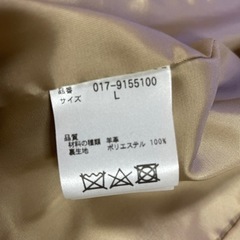 品番 017-9155100
サイズ L
品質
材料の種類 羊革
裏生地 ポリエステル 100%